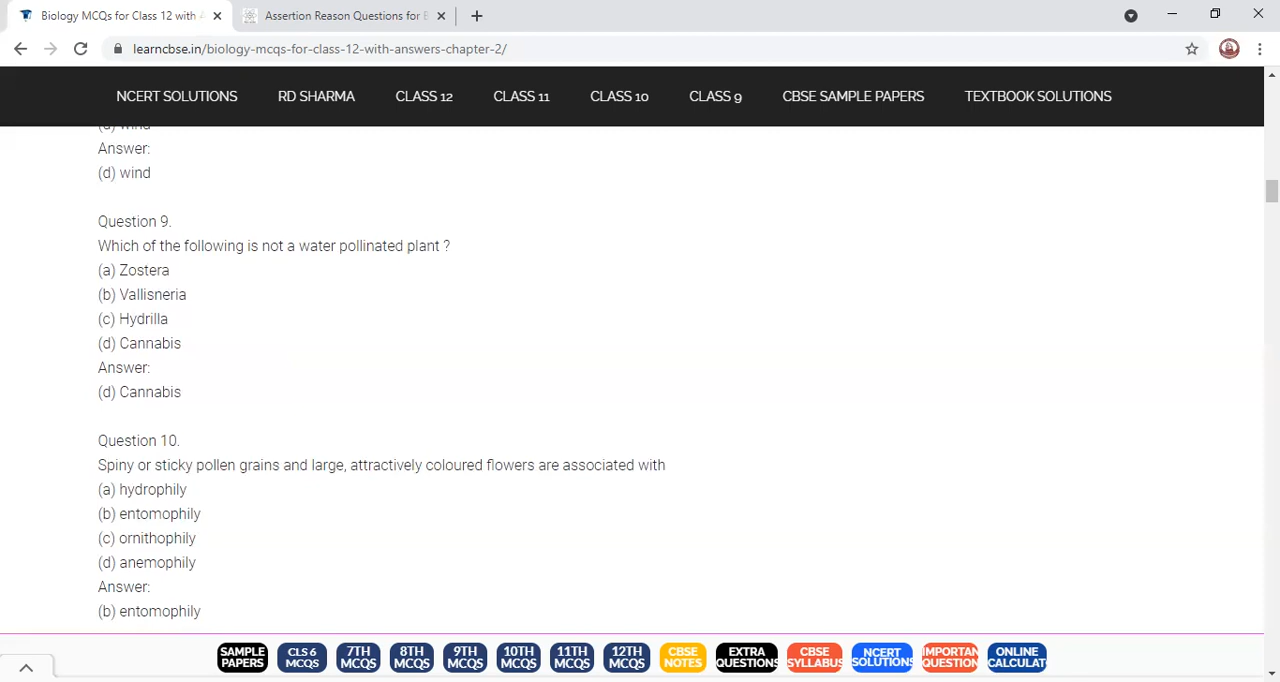 Biology MCQs for Class 12 with
Assertion Reason Questions for B
learncbse.in/biology-mcqs-for-class-12-with-answers-chapter-2/
NCERT SOLUTIONS RD SHARMA CLASS 12 CLASS 11 CLASS 10 CLASS 9 CBSE SAMPLE PAPERS TEXTBOOK SOLUTIONS
(d) wind
Answer:
(d) wind
Question 9.
Which of the following is not a water pollinated plant ?
(a) Zostera
(b) Vallisneria
(c) Hydrilla
(d) Cannabis
Answer:
(d) Cannabis
Question 10.
Spiny or sticky pollen grains and large, attractively coloured flowers are associated with
(a) hydrophily
(b) entomophily
(c) ornithophily
(d) anemophily
Answer:
(b) entomophily
SAMPLE PAPERS
CLS 6 MCQS
7TH MCQS
8TH MCQS
9TH MCQS
10TH MCQS
11TH MCQS
12TH MCQS
CBSE NOTES
EXTRA QUESTIONS
CBSE SYLLABUS
NCERT SOLUTIONS
IMPORTAN QUESTION
ONLINE CALCULAT